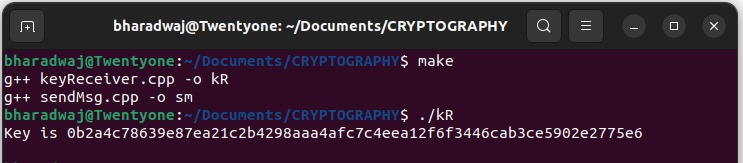 bharadwaj@Twentyone: ~/Documents/CRYPTOGRAPHY
bharadwaj@Twentyone:~/Documents/CRYPTOGRAPHY$ make
g++ keyReceiver.cpp -o kR
g++ sendMsg.cpp -o sm
bharadwaj@Twentyone:~/Documents/CRYPTOGRAPHY$ ./kR
Key is 0b2a4c78639e87ea21c2b4298aaa4afc7c4eea12f6f3446cab3ce5902e2775e6